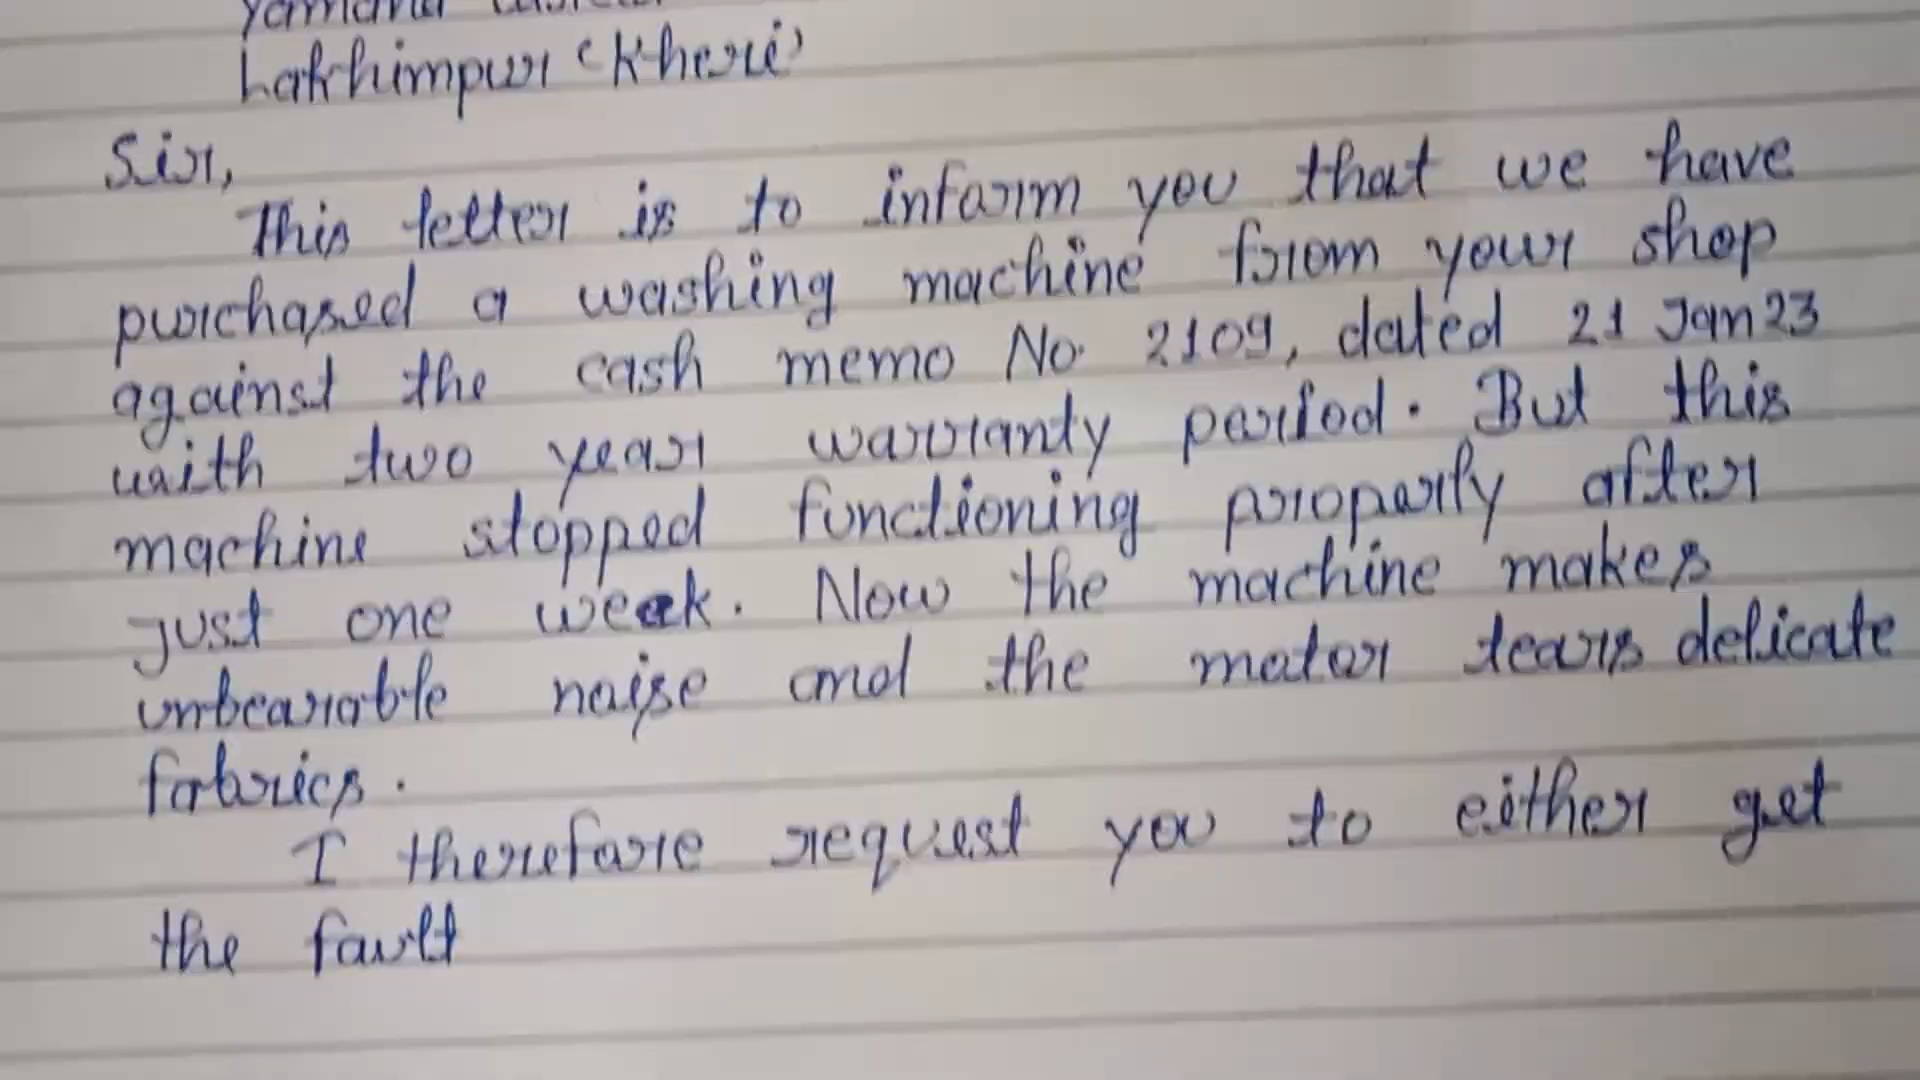 Lakhimpur (Kheri)
Sir,
This letter is to inform you that we have
purchased a washing machine from your shop
against the cash memo No. 2109, dated 21 Jan 23
with two year warranty period. But this
machine stopped functioning properly after
just one week. Now the machine makes
unbearable noise and the motor tears delicate
fabrics.
I therefore request you to either get
the fault